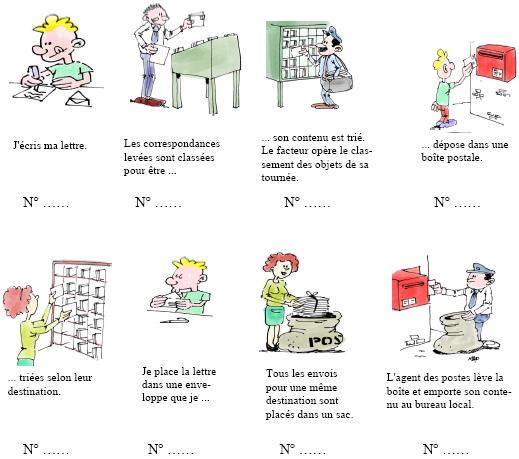 J'écris ma lettre.
N° ......
Les correspondances
levées sont classées
pour être ...
N° ......
... son contenu est trié.
Le facteur opère le clas-
sement des objets de sa
tournée.
N° ......
... dépose dans une
boîte postale.
N° ......
... triées selon leur
destination.
N° ......
Je place la lettre
dans une enve-
loppe que je ...
N° ......
POS
Tous les envois
pour une même
destination sont
placés dans un sac.
N° ......
L'agent des postes lève la
boîte et emporte son conte-
nu au bureau local.
N° ......